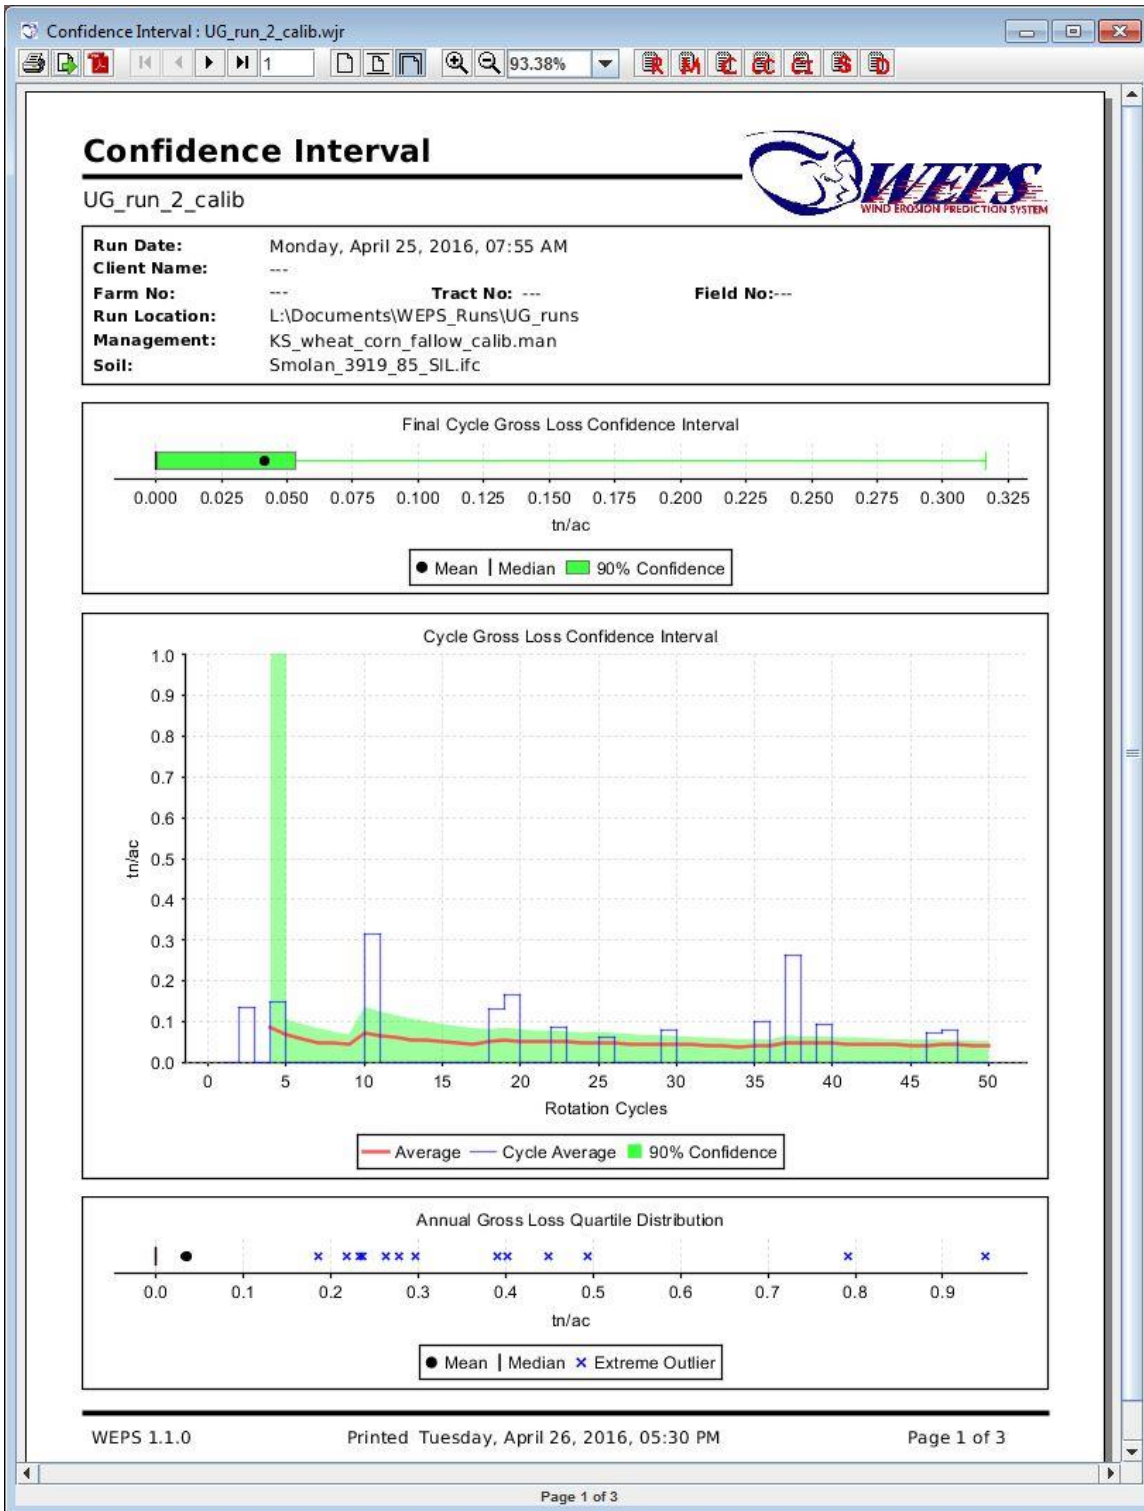 Confidence Interval : UG_run_2_calib.wjr
1 93.38% R M C CC CI S D
Confidence Interval
WEPS
WIND EROSION PREDICTION SYSTEM
UG_run_2_calib
Run Date: Monday, April 25, 2016, 07:55 AM
Client Name: ---
Farm No: --- Tract No: --- Field No:---
Run Location: L:\Documents\WEPS_Runs\UG_runs
Management: KS_wheat_corn_fallow_calib.man
Soil: Smolan_3919_85_SIL.ifc
Final Cycle Gross Loss Confidence Interval
0.000 0.025 0.050 0.075 0.100 0.125 0.150 0.175 0.200 0.225 0.250 0.275 0.300 0.325
tn/ac
Mean Median 90% Confidence
Cycle Gross Loss Confidence Interval
1.0
0.9
0.8
0.7
0.6
0.5
0.4
0.3
0.2
0.1
0.0
tn/ac
0 5 10 15 20 25 30 35 40 45 50
Rotation Cycles
Average Cycle Average 90% Confidence
Annual Gross Loss Quartile Distribution
0.0 0.1 0.2 0.3 0.4 0.5 0.6 0.7 0.8 0.9
tn/ac
Mean Median Extreme Outlier
WEPS 1.1.0 Printed Tuesday, April 26, 2016, 05:30 PM Page 1 of 3
Page 1 of 3